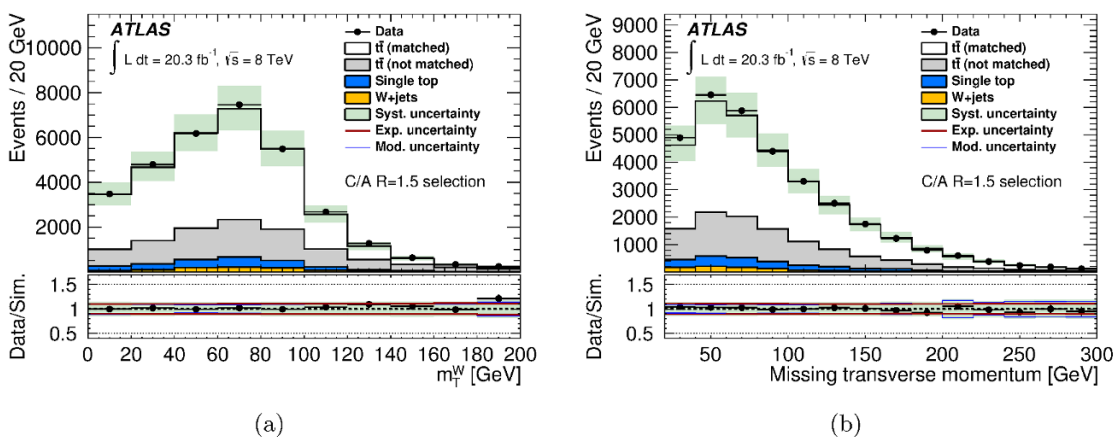 ATLAS
∫ L dt = 20.3 fb⁻¹, √s = 8 TeV
Data
tt̄ (matched)
tt̄ (not matched)
Single top
W+jets
Syst. uncertainty
Exp. uncertainty
Mod. uncertainty
C/A R=1.5 selection
Events / 20 GeV
10000
8000
6000
4000
2000
Data/Sim.
1.5
1
0.5
0 20 40 60 80 100 120 140 160 180 200
m_T^W [GeV]
(a)
ATLAS
∫ L dt = 20.3 fb⁻¹, √s = 8 TeV
Data
tt̄ (matched)
tt̄ (not matched)
Single top
W+jets
Syst. uncertainty
Exp. uncertainty
Mod. uncertainty
C/A R=1.5 selection
Events / 20 GeV
9000
8000
7000
6000
5000
4000
3000
2000
1000
Data/Sim.
1.5
1
0.5
50 100 150 200 250 300
Missing transverse momentum [GeV]
(b)